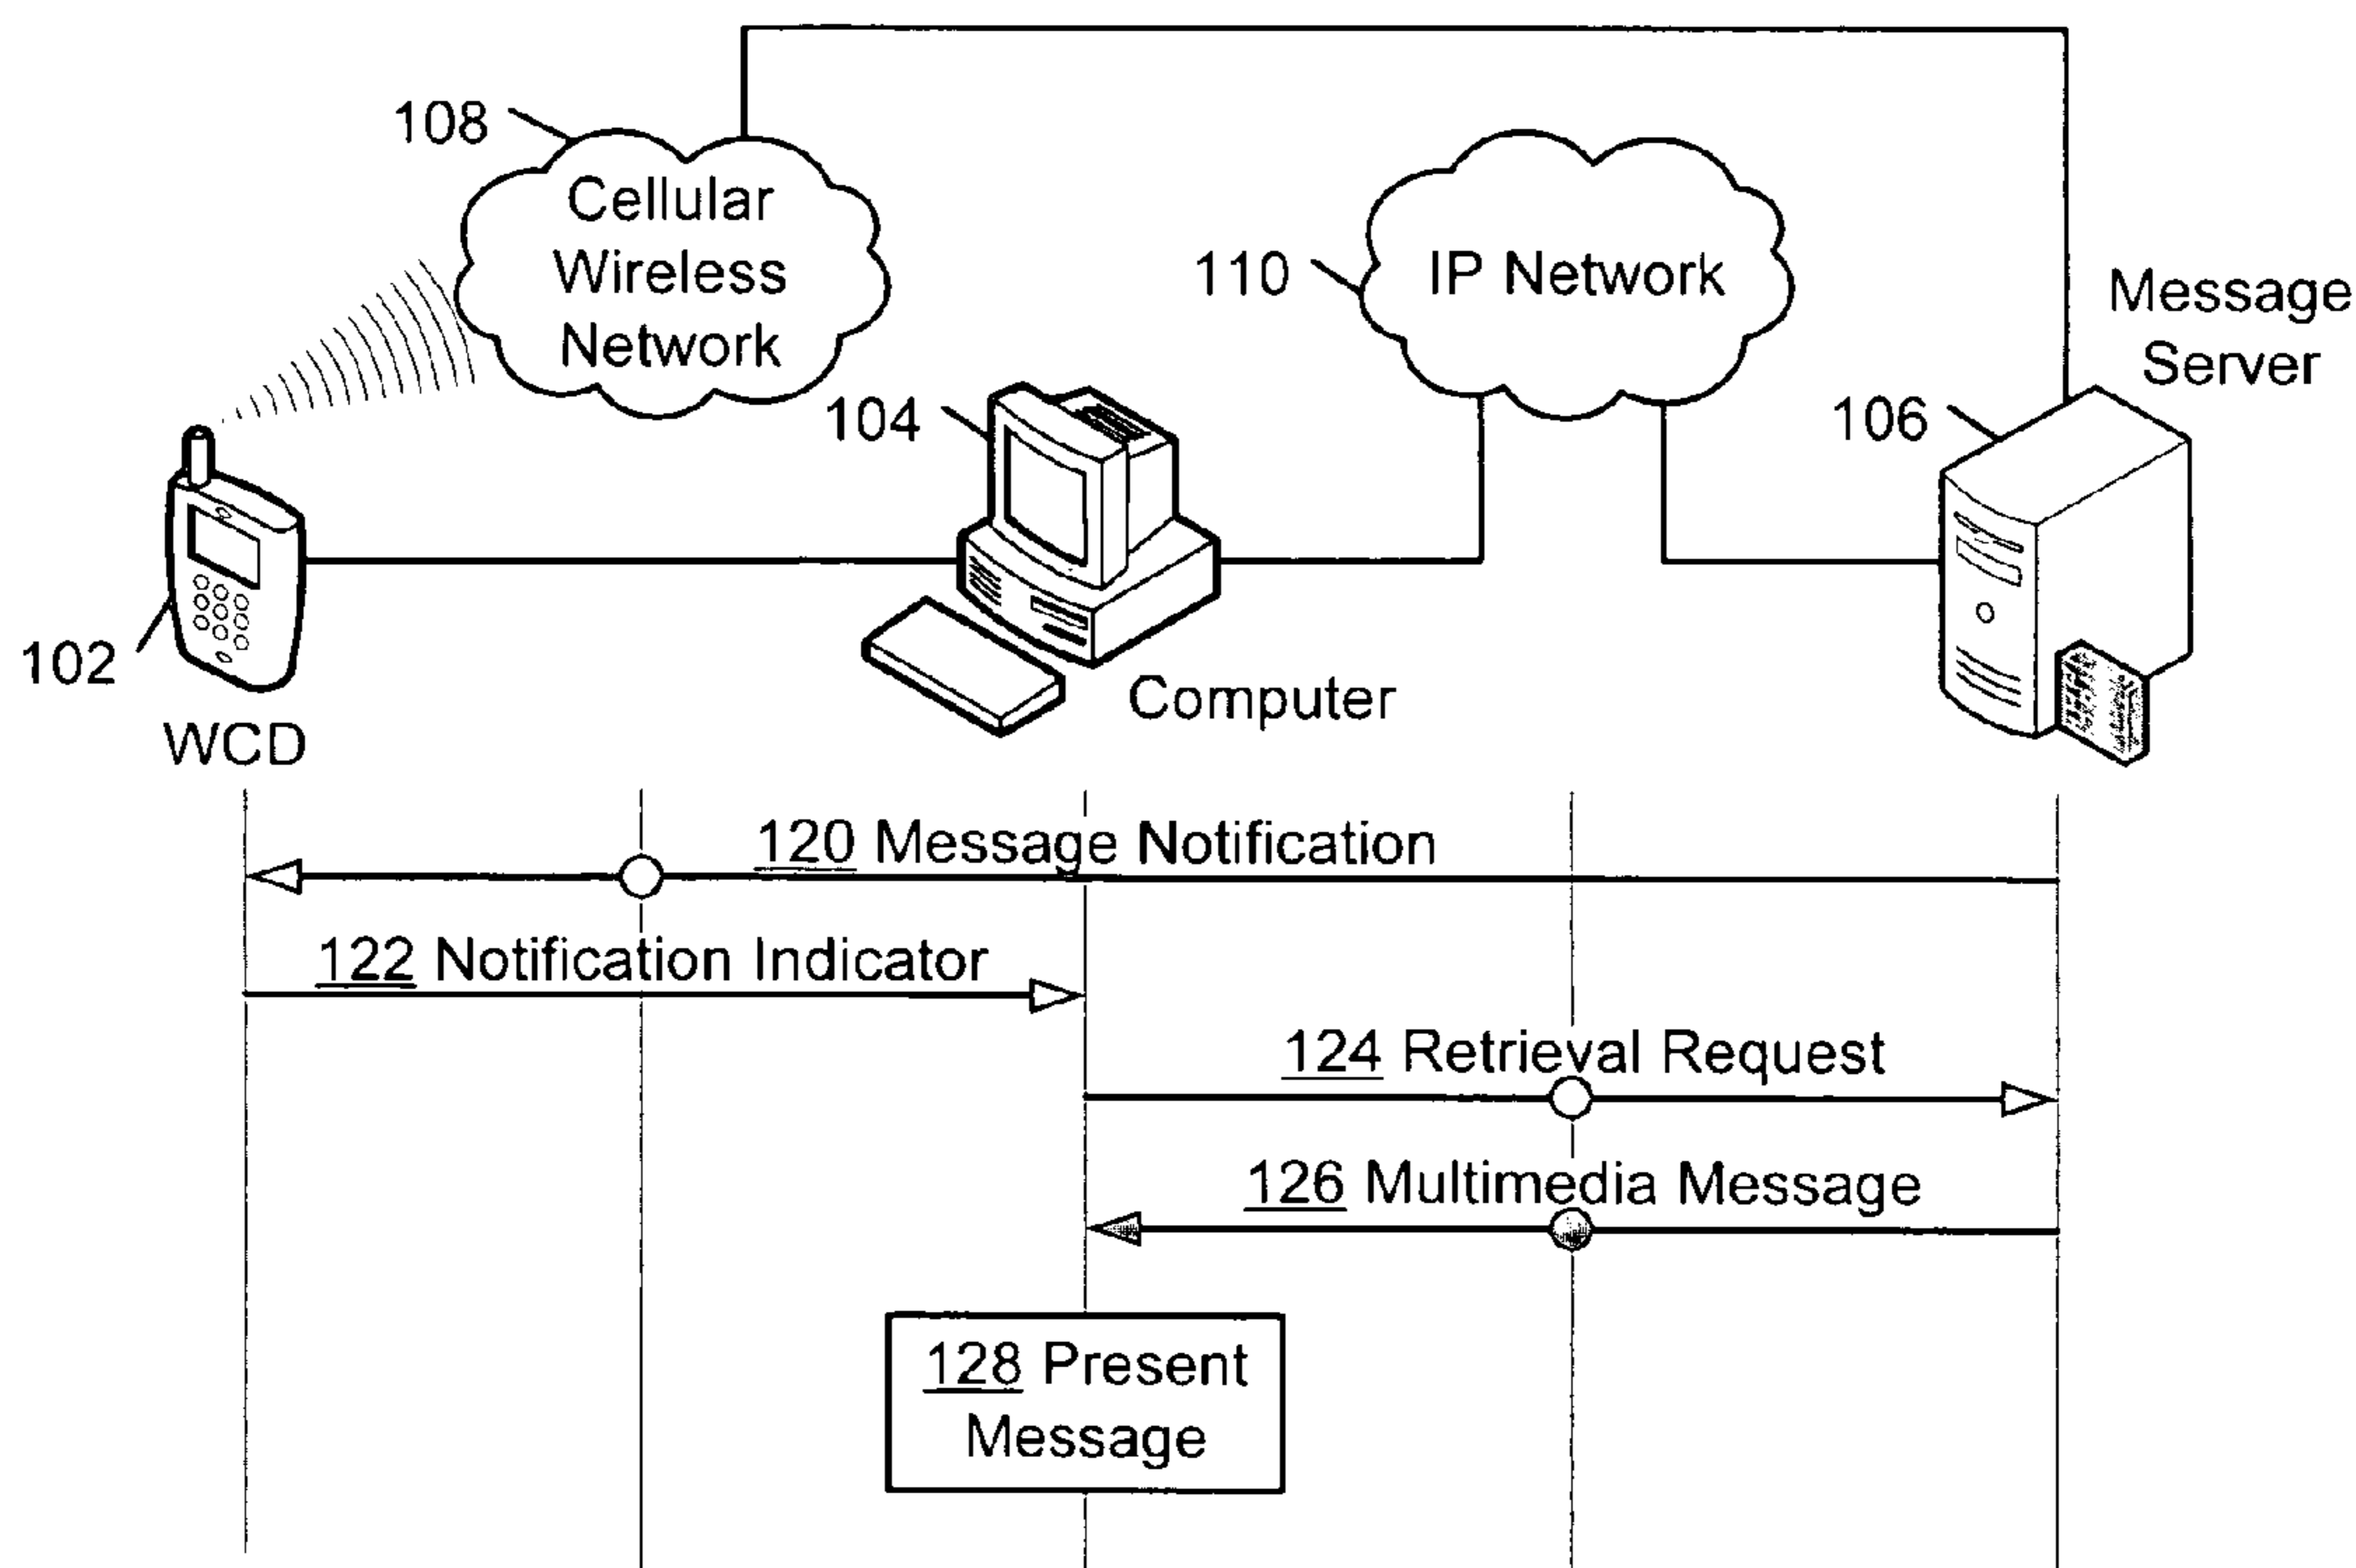 108
Cellular
Wireless
Network
110
IP Network
Message
Server
104
106
102
WCD
Computer
120 Message Notification
122 Notification Indicator
124 Retrieval Request
126 Multimedia Message
128 Present
Message